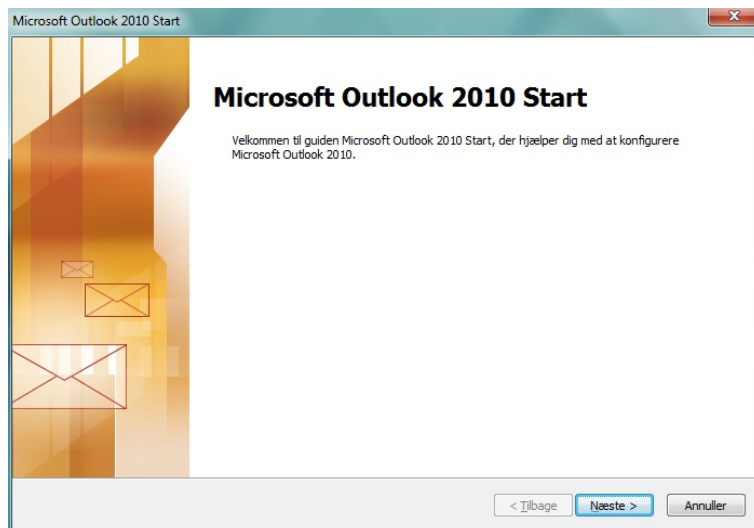 Microsoft Outlook 2010 Start
X
Microsoft Outlook 2010 Start
Velkommen til guiden Microsoft Outlook 2010 Start, der hjælper dig med at konfigurere
Microsoft Outlook 2010.
< Tilbage
Næste >
Annuller